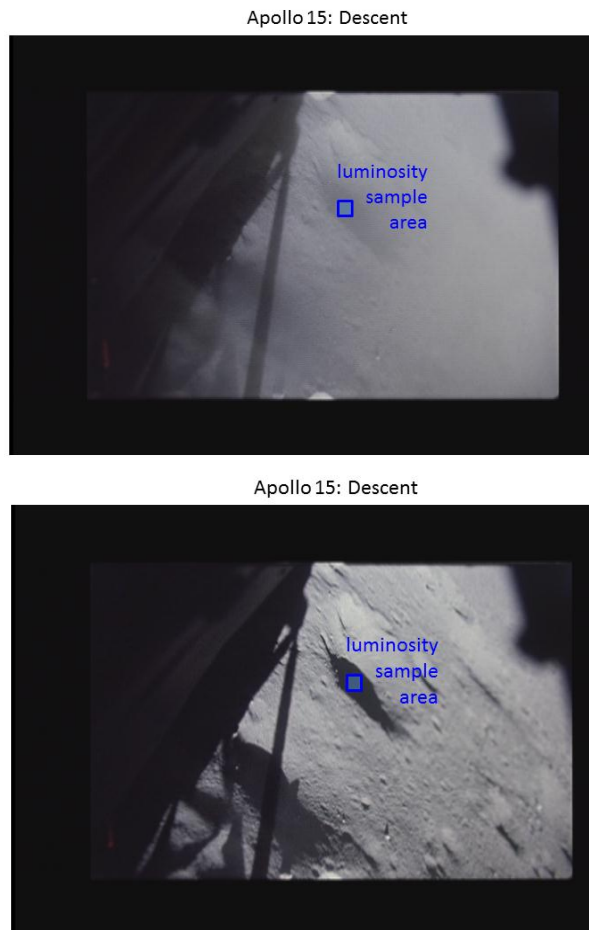 Apollo 15: Descent
luminosity
sample
area
Apollo 15: Descent
luminosity
sample
area